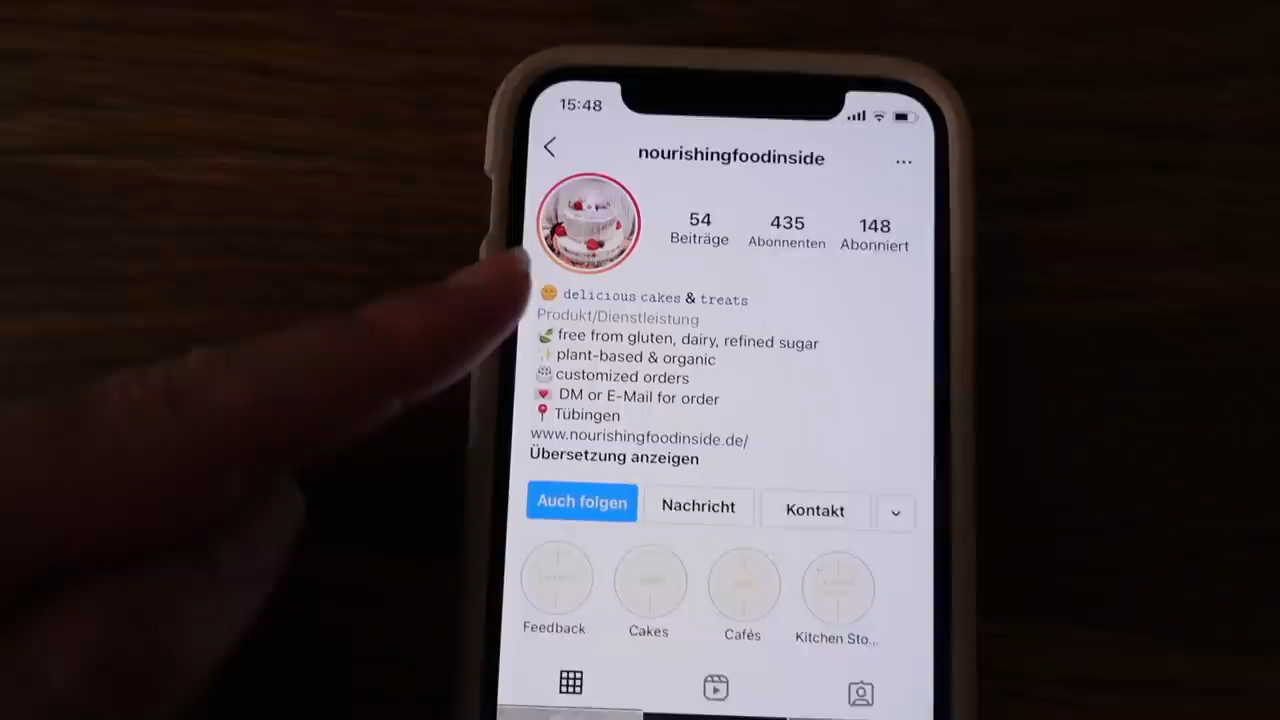 15:48
nourishingfoodinside
54 435 148
Beiträge Abonnenten Abonniert
delicious cakes & treats
Produkt/Dienstleistung
free from gluten, dairy, refined sugar
plant-based & organic
customized orders
DM or E-Mail for order
Tübingen
www.nourishingfoodinside.de/
Übersetzung anzeigen
Auch folgen Nachricht Kontakt
Feedback Cakes Cafés Kitchen Sto...